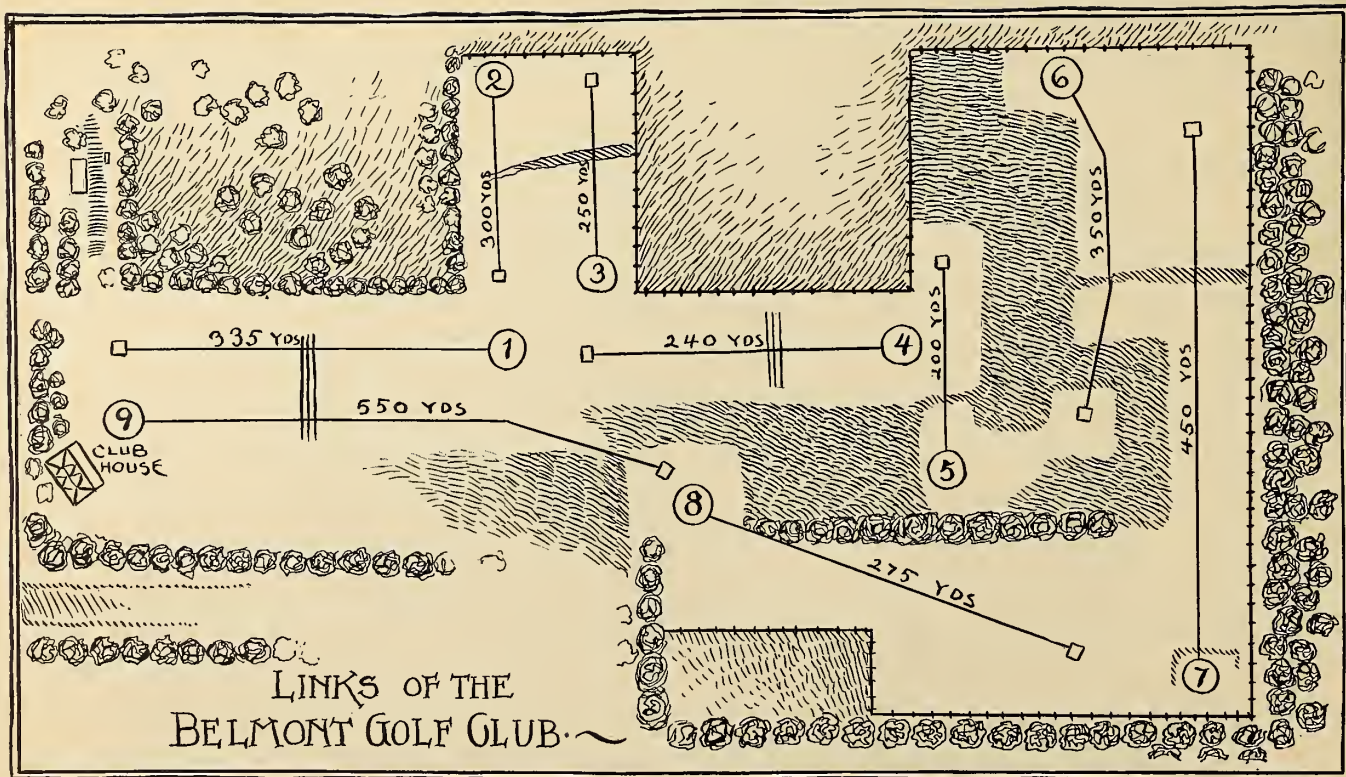 2
6
300 YDS
250 YDS
350 YDS
3
200 YDS
335 YDS
1
240 YDS
4
450 YDS
9
550 YDS
CLUB
HOUSE
5
8
275 YDS
7
LINKS OF THE
BELMONT GOLF CLUB.